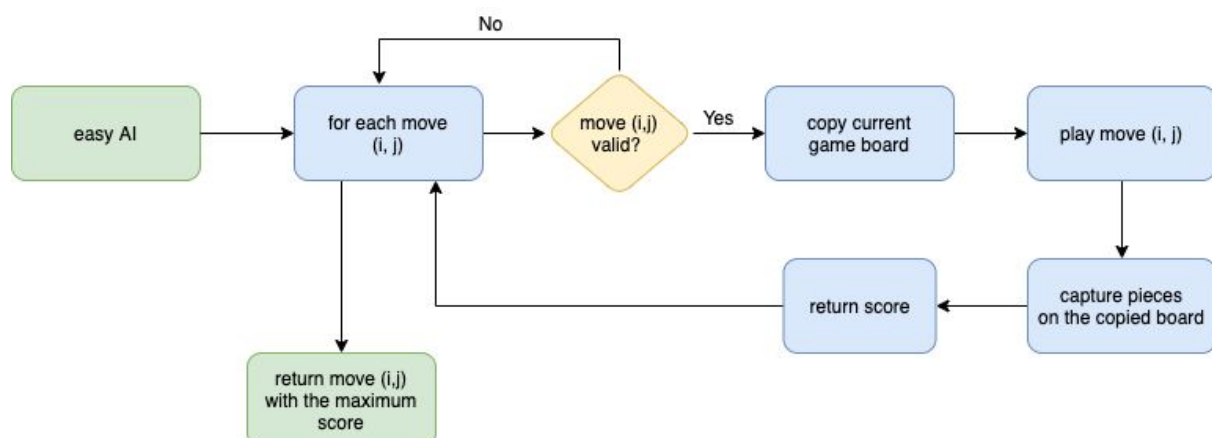 No
easy AI
for each move
(i, j)
move (i,j)
valid?
Yes
copy current
game board
play move (i, j)
return score
capture pieces
on the copied board
return move (i,j)
with the maximum
score